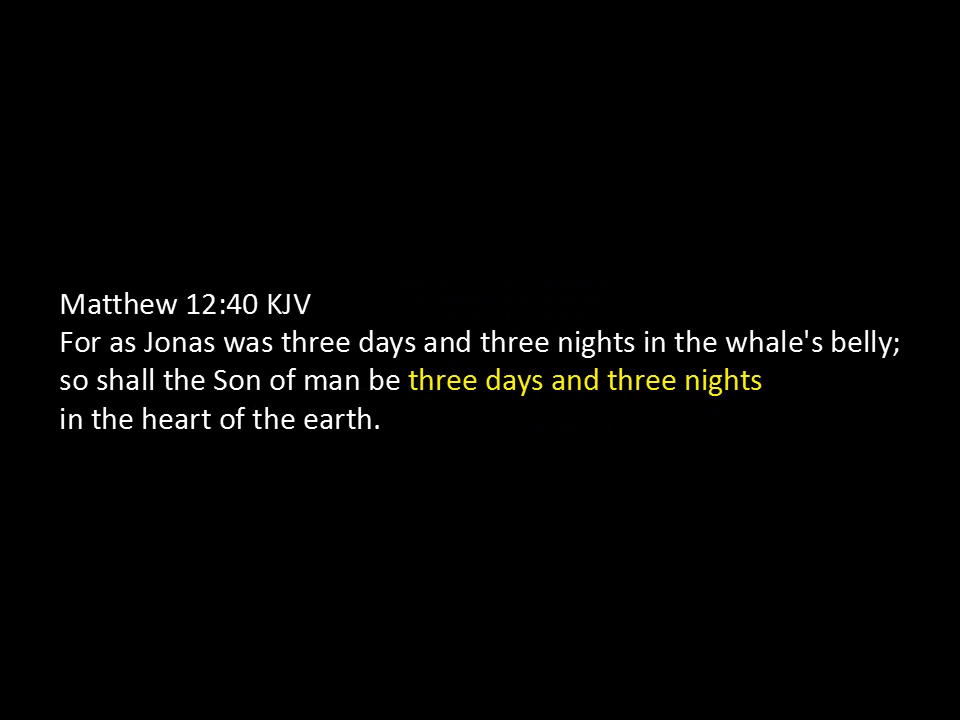 Matthew 12:40 KJV
For as Jonas was three days and three nights in the whale's belly;
so shall the Son of man be three days and three nights
in the heart of the earth.